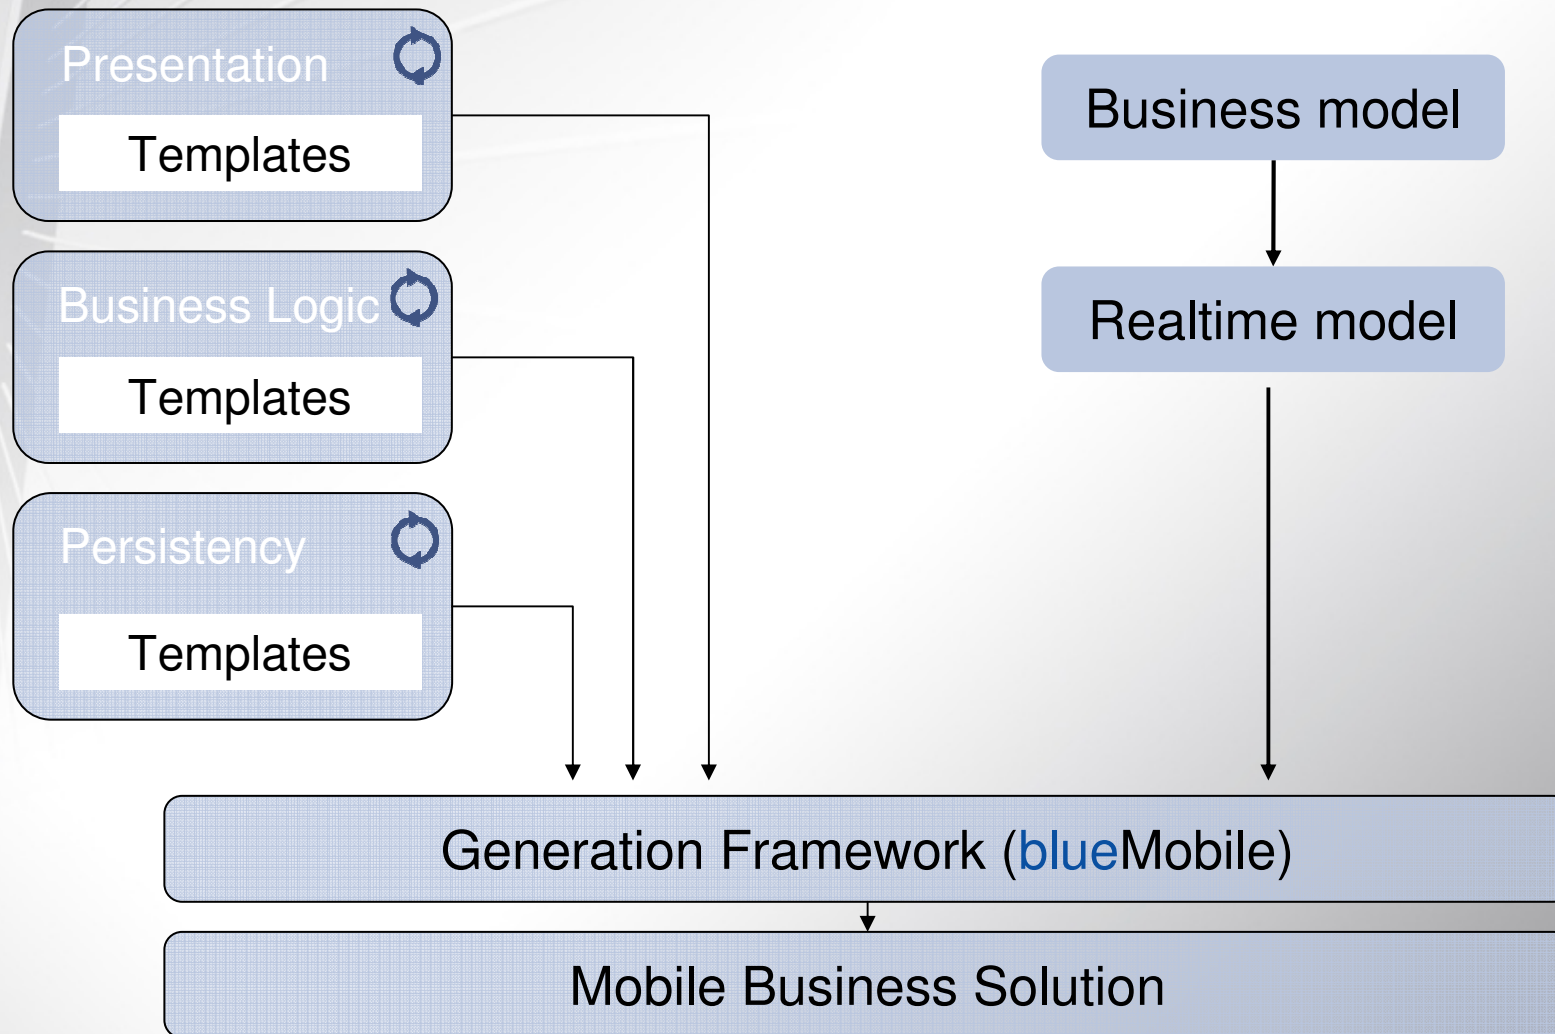 Presentation
Templates
Business Logic
Templates
Persistency
Templates
Business model
Realtime model
Generation Framework (blueMobile)
Mobile Business Solution